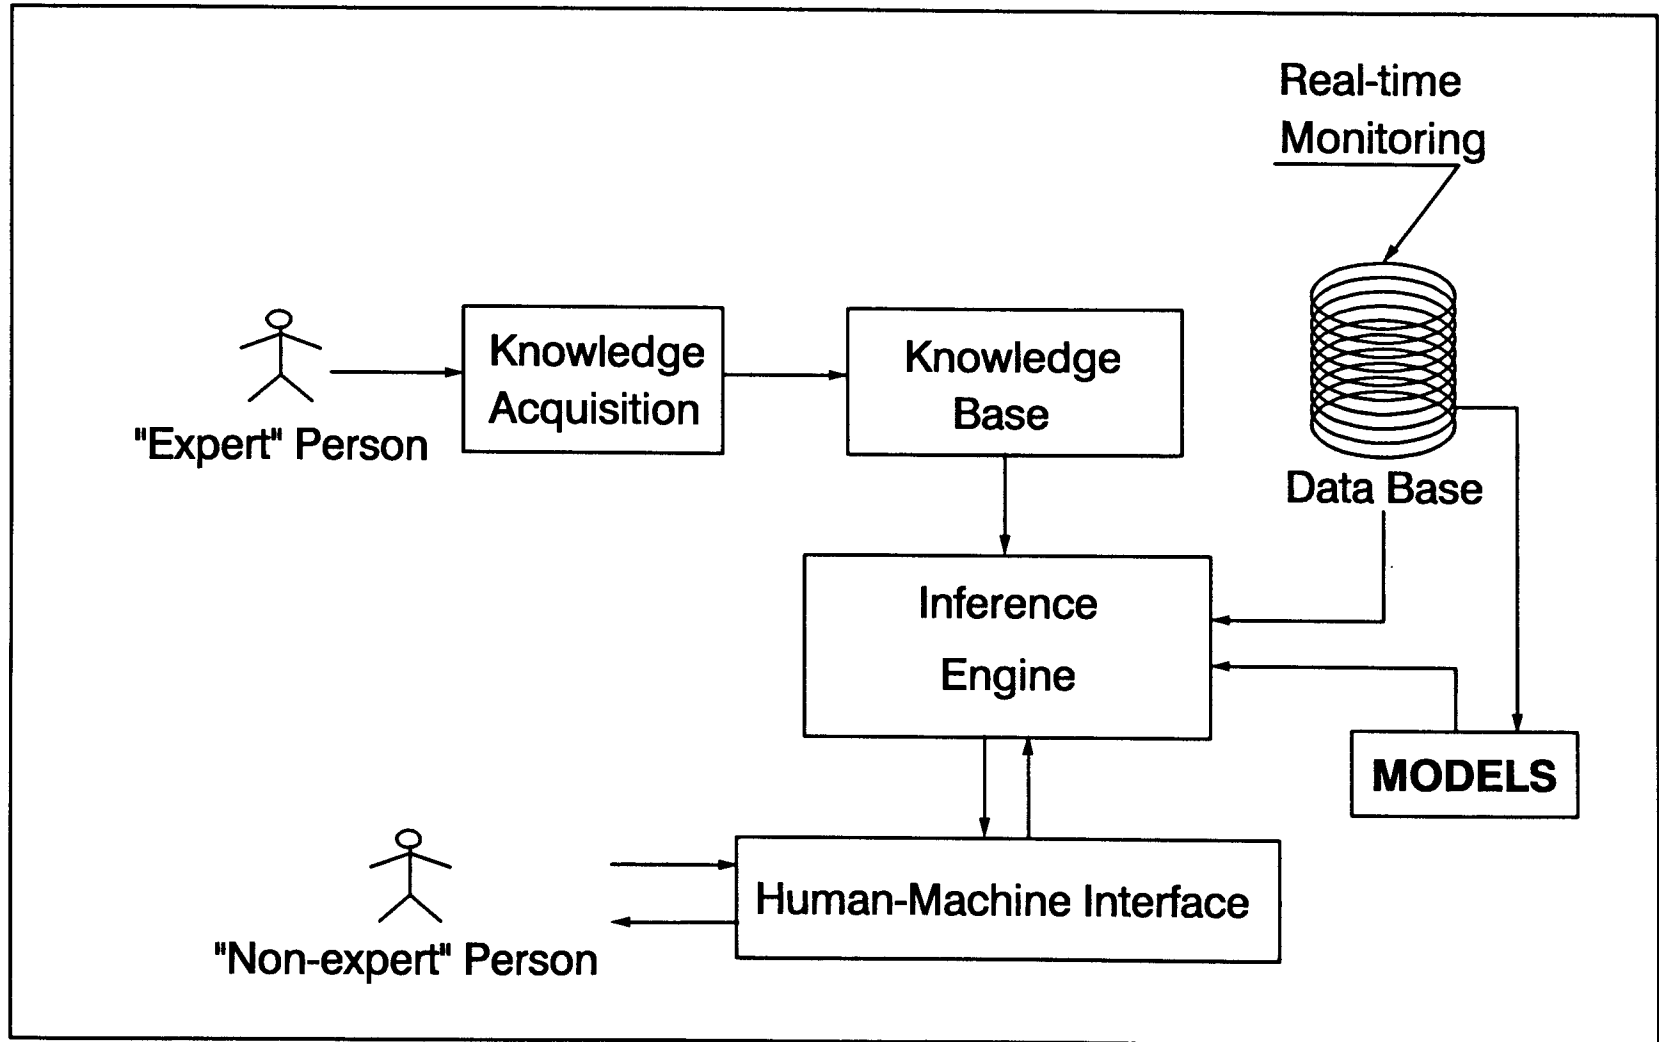 Real-time
Monitoring
Knowledge
Acquisition
Knowledge
Base
"Expert" Person
Data Base
Inference
Engine
MODELS
Human-Machine Interface
"Non-expert" Person